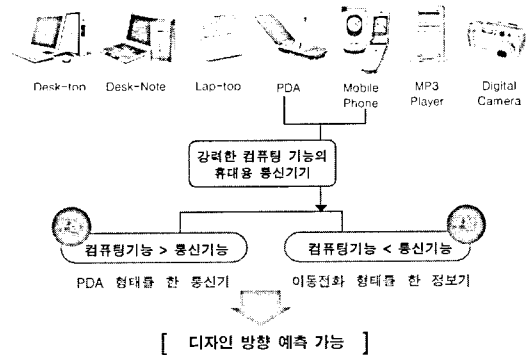 Desk-top Desk-Note Lap-top PDA Mobile Phone MP3 Player Digital Camera
강력한 컴퓨팅 기능의
휴대용 통신기기
컴퓨팅기능 > 통신기능
컴퓨팅기능 < 통신기능
PDA 형태를 한 통신기
이동전화 형태를 한 정보기
[ 디자인 방향 예측 가능 ]